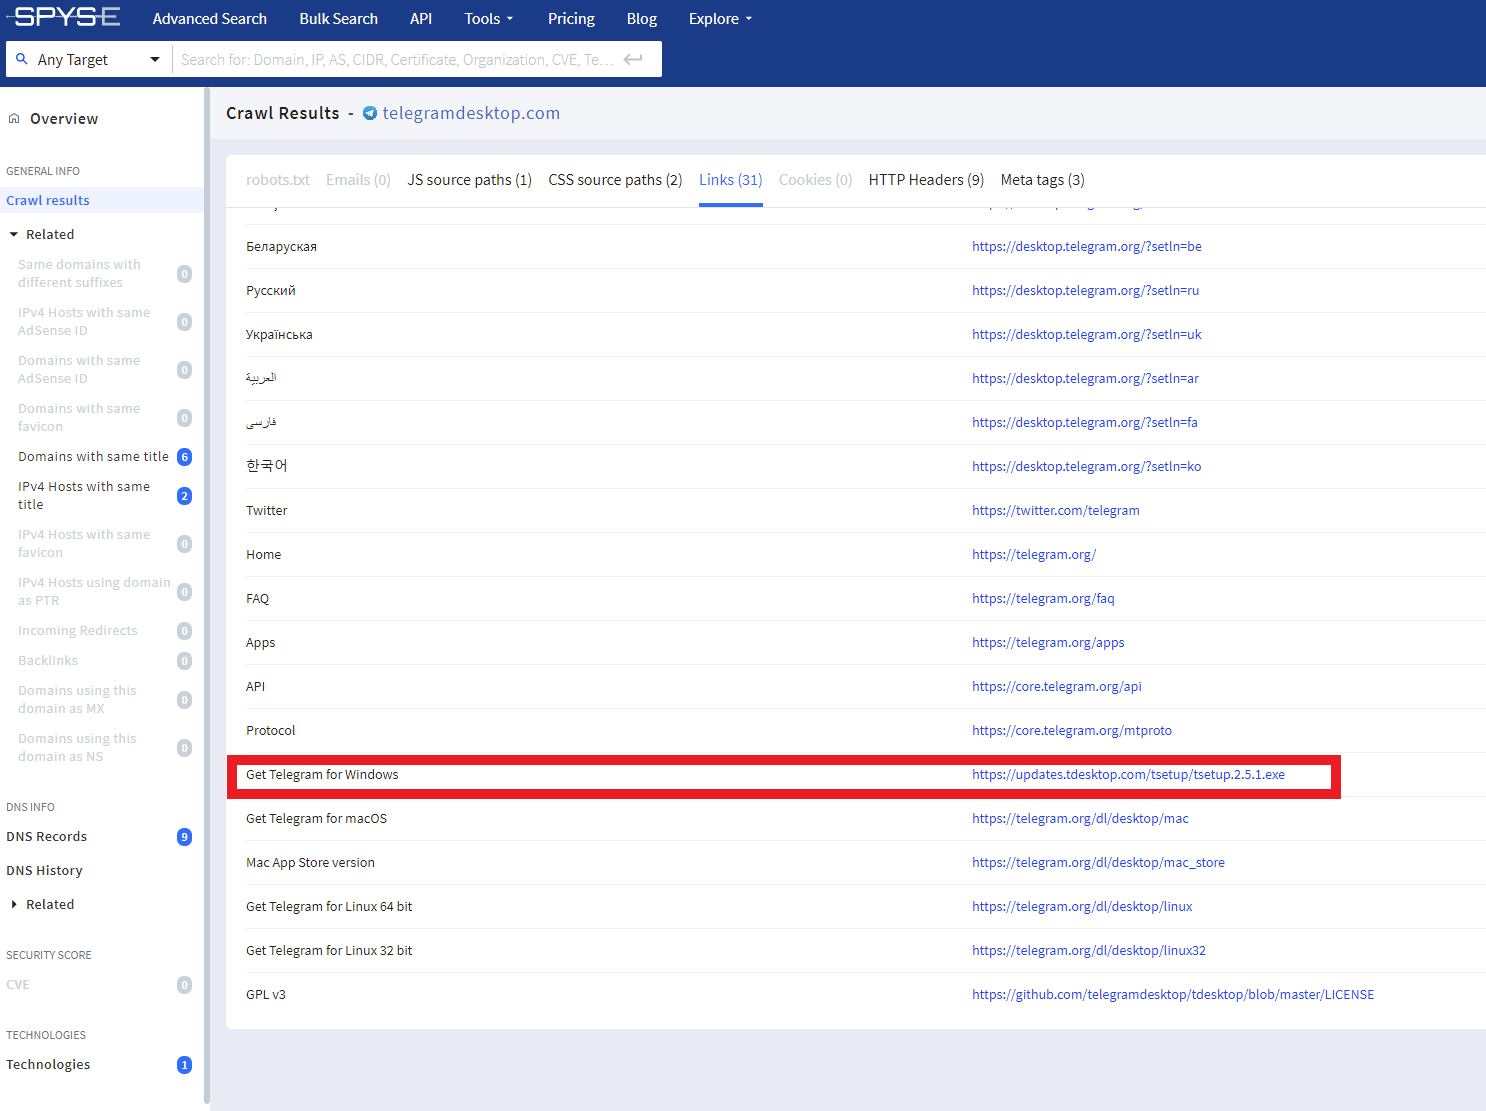 SPYSE
Advanced Search
Bulk Search
API
Tools
Pricing
Blog
Explore
Any Target
Search for: Domain, IP, AS, CIDR, Certificate, Organization, CVE, Te...
Overview
GENERAL INFO
Crawl results
Related
Same domains with
different suffixes
0
IPv4 Hosts with same
AdSense ID
0
Domains with same
AdSense ID
0
Domains with same
favicon
0
Domains with same title
6
IPv4 Hosts with same
title
2
IPv4 Hosts with same
favicon
0
IPv4 Hosts using domain
as PTR
0
Incoming Redirects
0
Backlinks
0
Domains using this
domain as MX
0
Domains using this
domain as NS
0
DNS INFO
DNS Records
9
DNS History
Related
SECURITY SCORE
CVE
0
TECHNOLOGIES
Technologies
1
Crawl Results - telegramdesktop.com
robots.txt
Emails (0)
JS source paths (1)
CSS source paths (2)
Links (31)
Cookies (0)
HTTP Headers (9)
Meta tags (3)
Беларуская https://desktop.telegram.org/?setln=be
Русский https://desktop.telegram.org/?setln=ru
Українська https://desktop.telegram.org/?setln=uk
العربية https://desktop.telegram.org/?setln=ar
فارسی https://desktop.telegram.org/?setln=fa
한국어 https://desktop.telegram.org/?setln=ko
Twitter https://twitter.com/telegram
Home https://telegram.org/
FAQ https://telegram.org/faq
Apps https://telegram.org/apps
API https://core.telegram.org/api
Protocol https://core.telegram.org/mtproto
Get Telegram for Windows https://updates.tdesktop.com/tsetup/tsetup.2.5.1.exe
Get Telegram for macOS https://telegram.org/dl/desktop/mac
Mac App Store version https://telegram.org/dl/desktop/mac_store
Get Telegram for Linux 64 bit https://telegram.org/dl/desktop/linux
Get Telegram for Linux 32 bit https://telegram.org/dl/desktop/linux32
GPL v3 https://github.com/telegramdesktop/tdesktop/blob/master/LICENSE